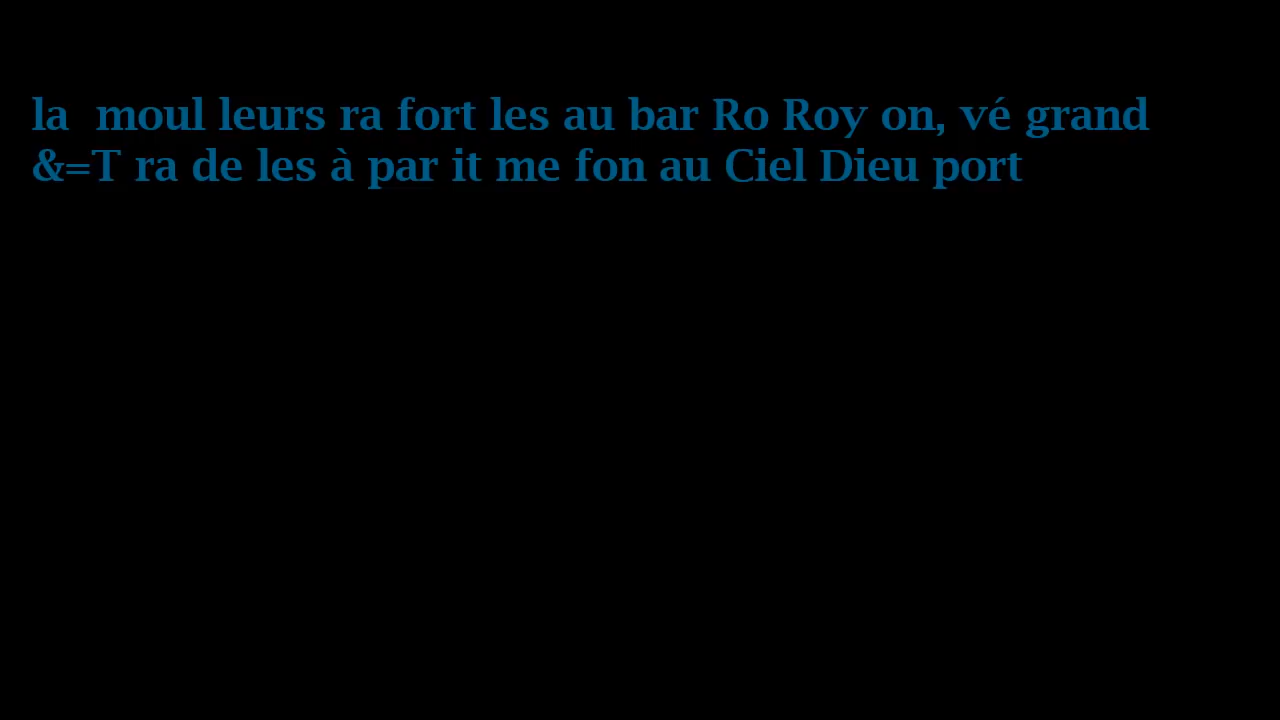 la  moul leurs ra fort les au bar Ro Roy on, vé grand
&=T ra de les à par it me fon au Ciel Dieu port